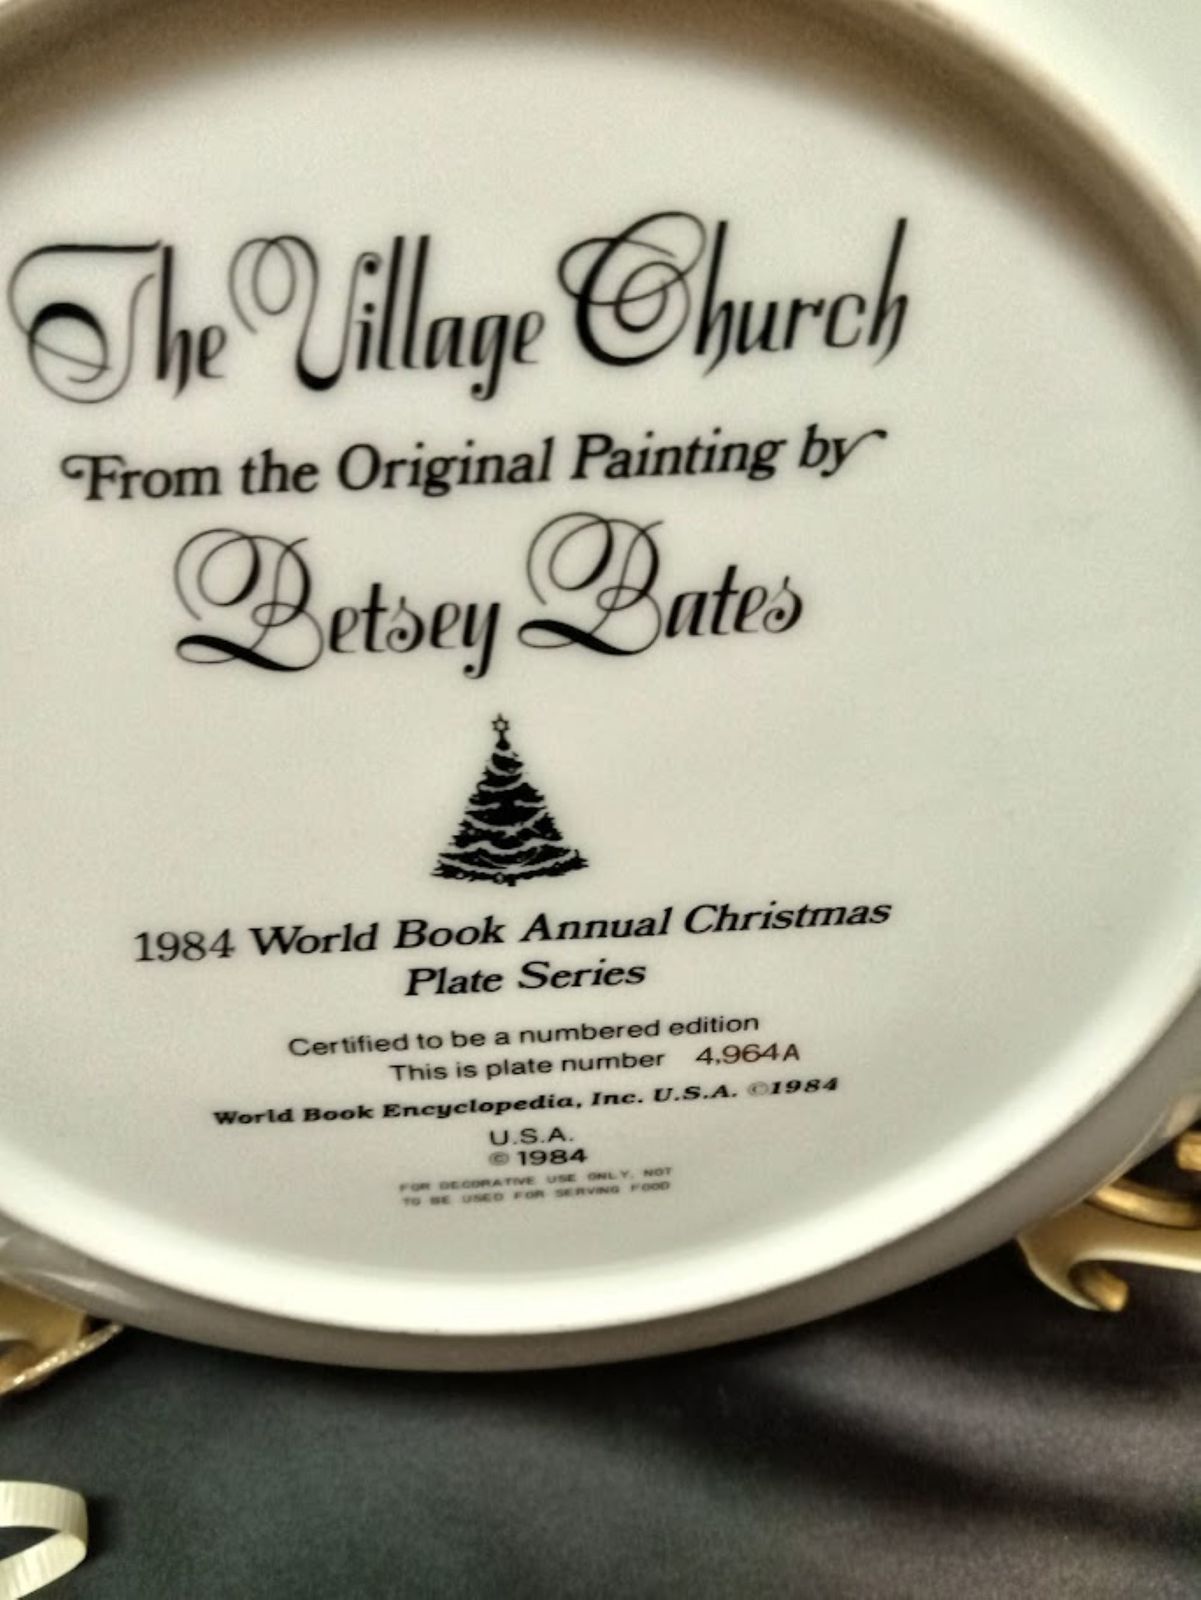 The Village Church
From the Original Painting by
Betsey Bates
1984 World Book Annual Christmas
Plate Series
Certified to be a numbered edition
This is plate number 4,964A
World Book Encyclopedia, Inc. U.S.A. ©1984
U.S.A.
© 1984
FOR DECORATIVE USE ONLY, NOT
TO BE USED FOR SERVING FOOD